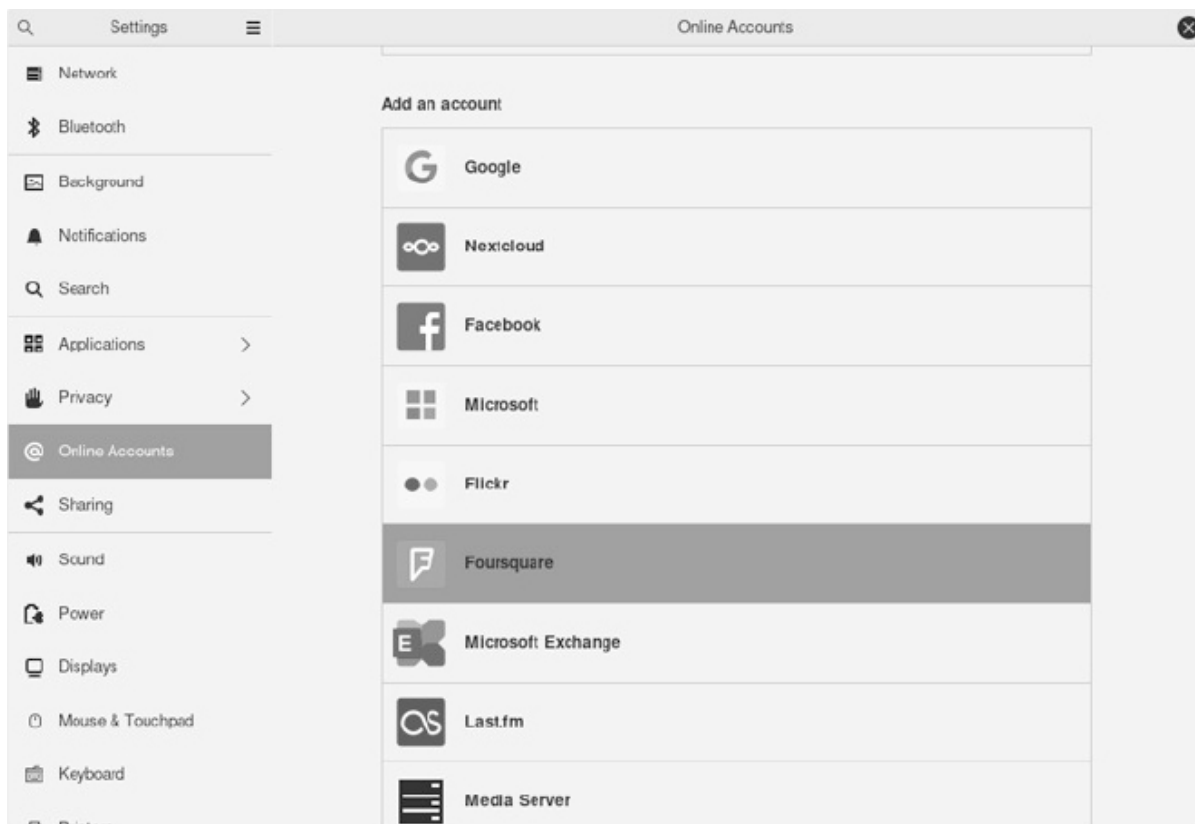 Settings
Online Accounts
Network
Bluetooth
Background
Notifications
Search
Applications
Privacy
Online Accounts
Sharing
Sound
Power
Displays
Mouse & Touchpad
Keyboard
Add an account
Google
Nextcloud
Facebook
Microsoft
Flickr
Foursquare
E
Microsoft Exchange
Last.fm
Media Server